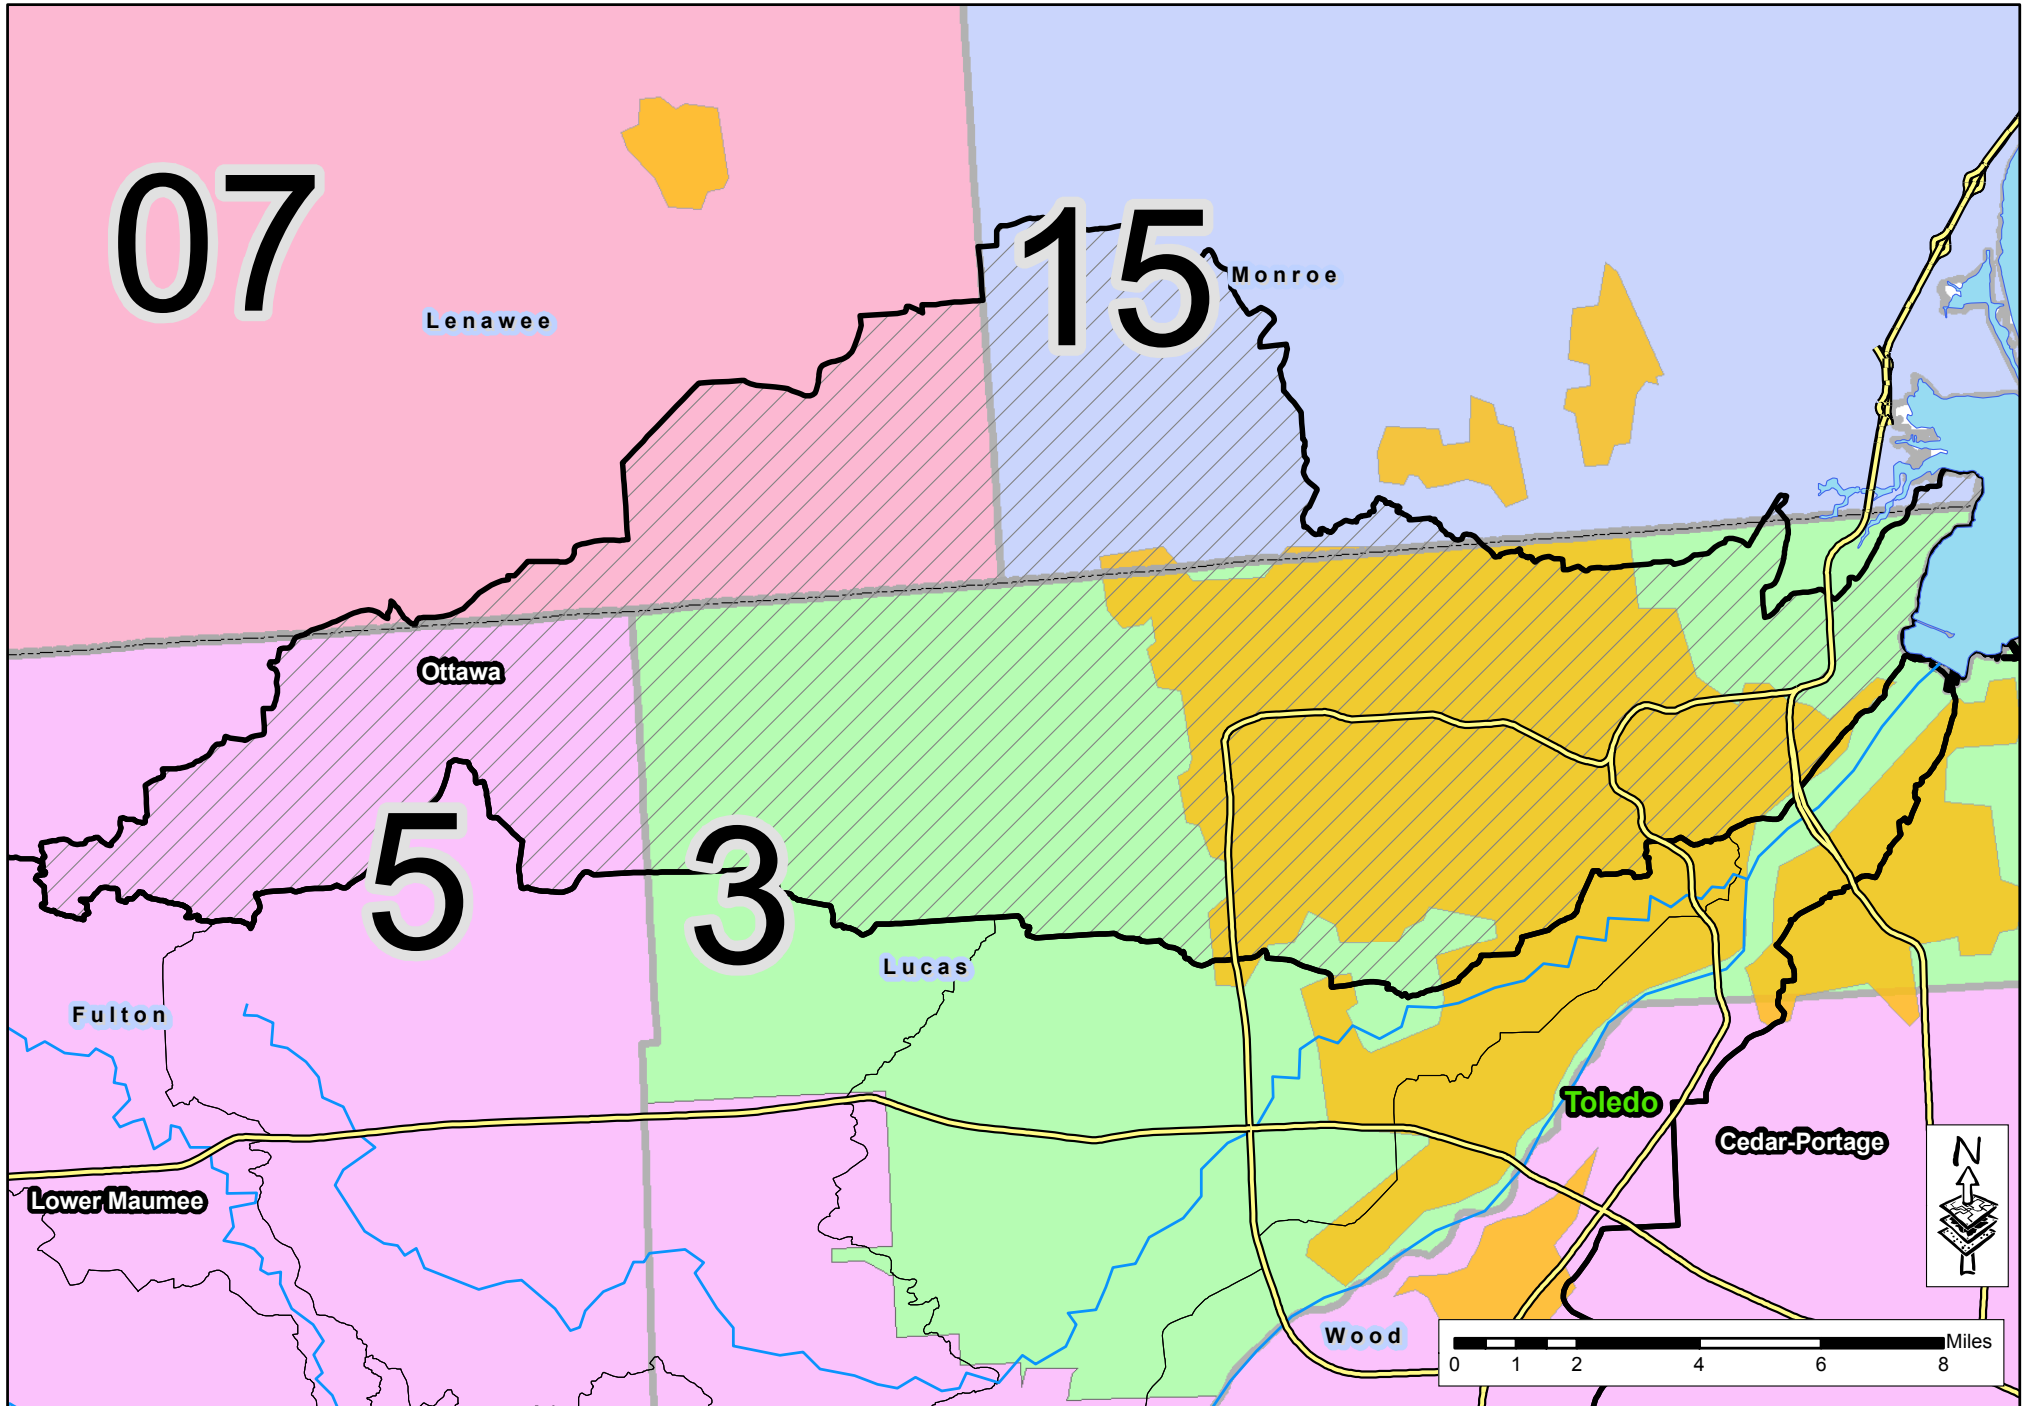 07
15
Monroe
Lenawee
Ottawa
5
3
Lucas
Fulton
Toledo
Cedar-Portage
N
Lower Maumee
Wood
Miles
0 1 2 4 6 8